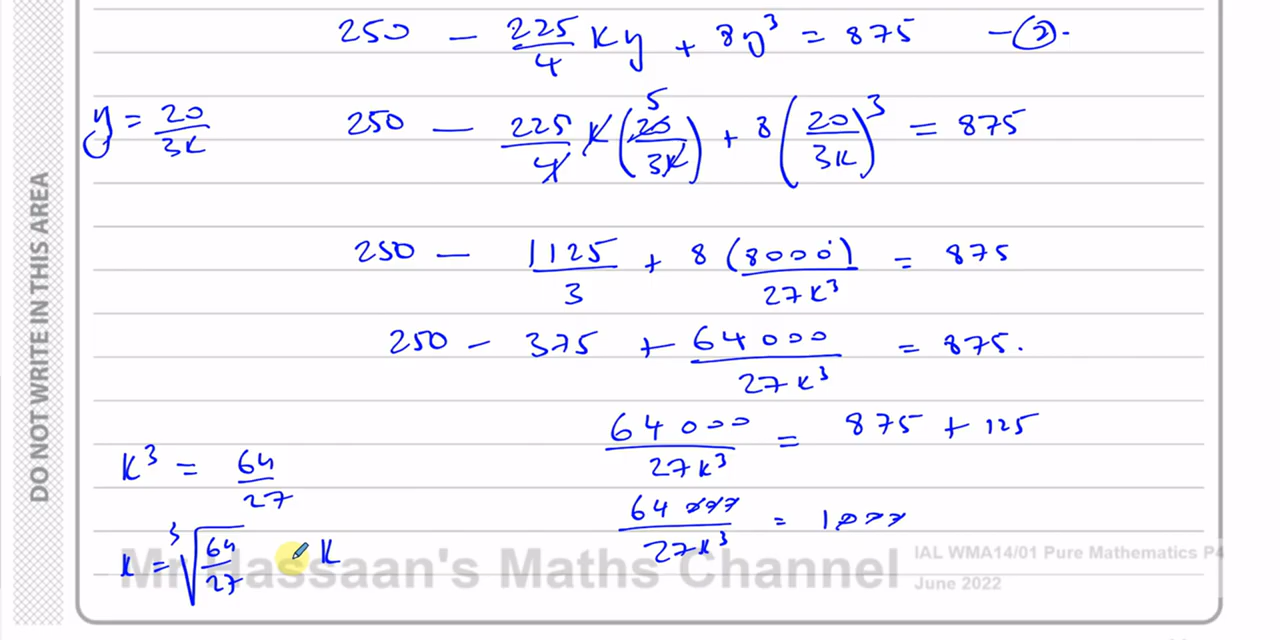 250 - 225/4 ky + 8y³ = 875 -②.
y = 20/3k 250 - 225/4 k (20/3k) 5 + 8 (20/3k)³ = 875
250 - 1125/3 + 8 (8000)/27k³ = 875
250 - 375 + 64000/27k³ = 875.
64000/27k³ = 875 + 125
k³ = 64/27
64000/27k³ = 1000
k = ³√64/27 k
Mr Hassaan's Maths Channel
IAL WMA14/01 Pure Mathematics P4
June 2022
DO NOT WRITE IN THIS AREA